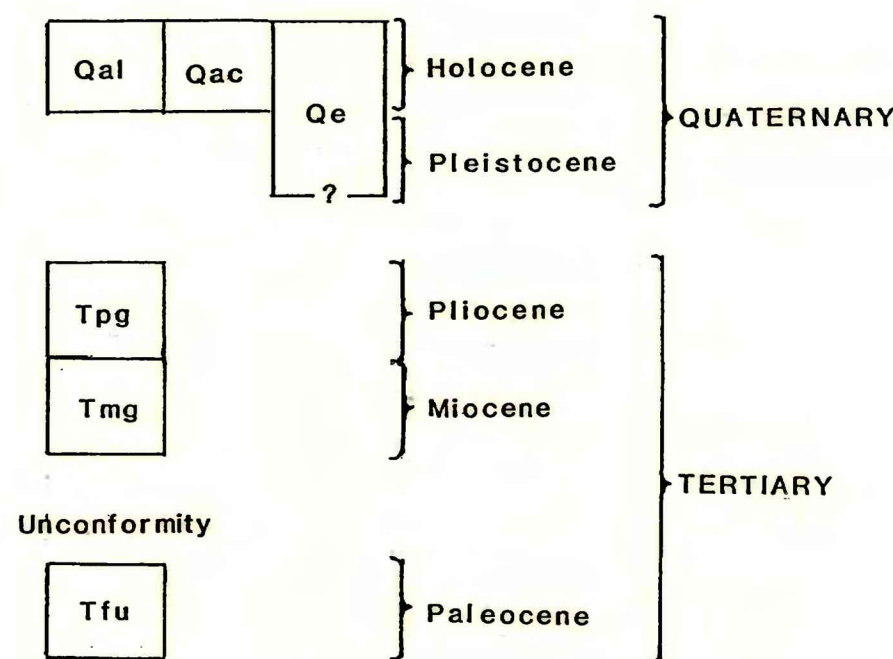 Qal Qac Holocene
Qe QUATERNARY
Pleistocene
?
Tpg Pliocene
Tmg Miocene
TERTIARY
Unconformity
Tfu Paleocene